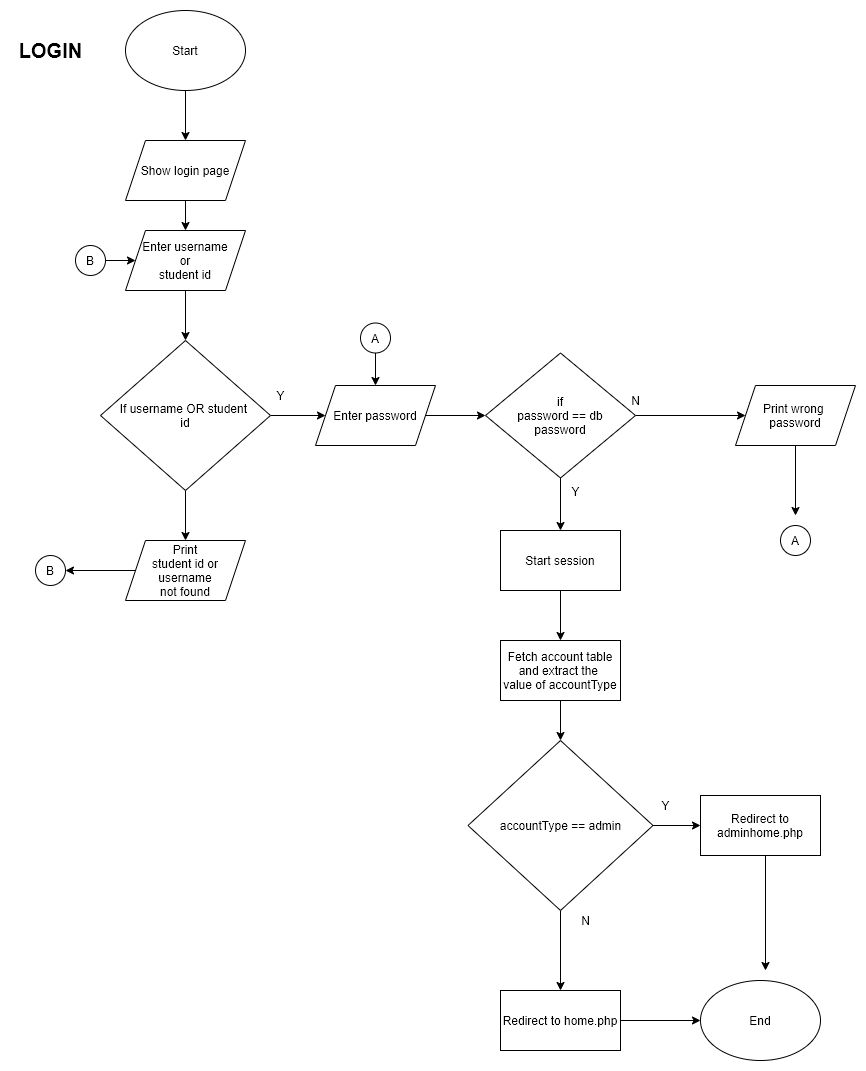 LOGIN
Start
Show login page
B
Enter username
or
student id
If username OR student
id
Y
A
Enter password
if
password == db
password
N
Print wrong
password
A
Y
Print
student id or
username
not found
B
Start session
Fetch account table
and extract the
value of accountType
accountType == admin
Y
Redirect to
adminhome.php
N
Redirect to home.php
End